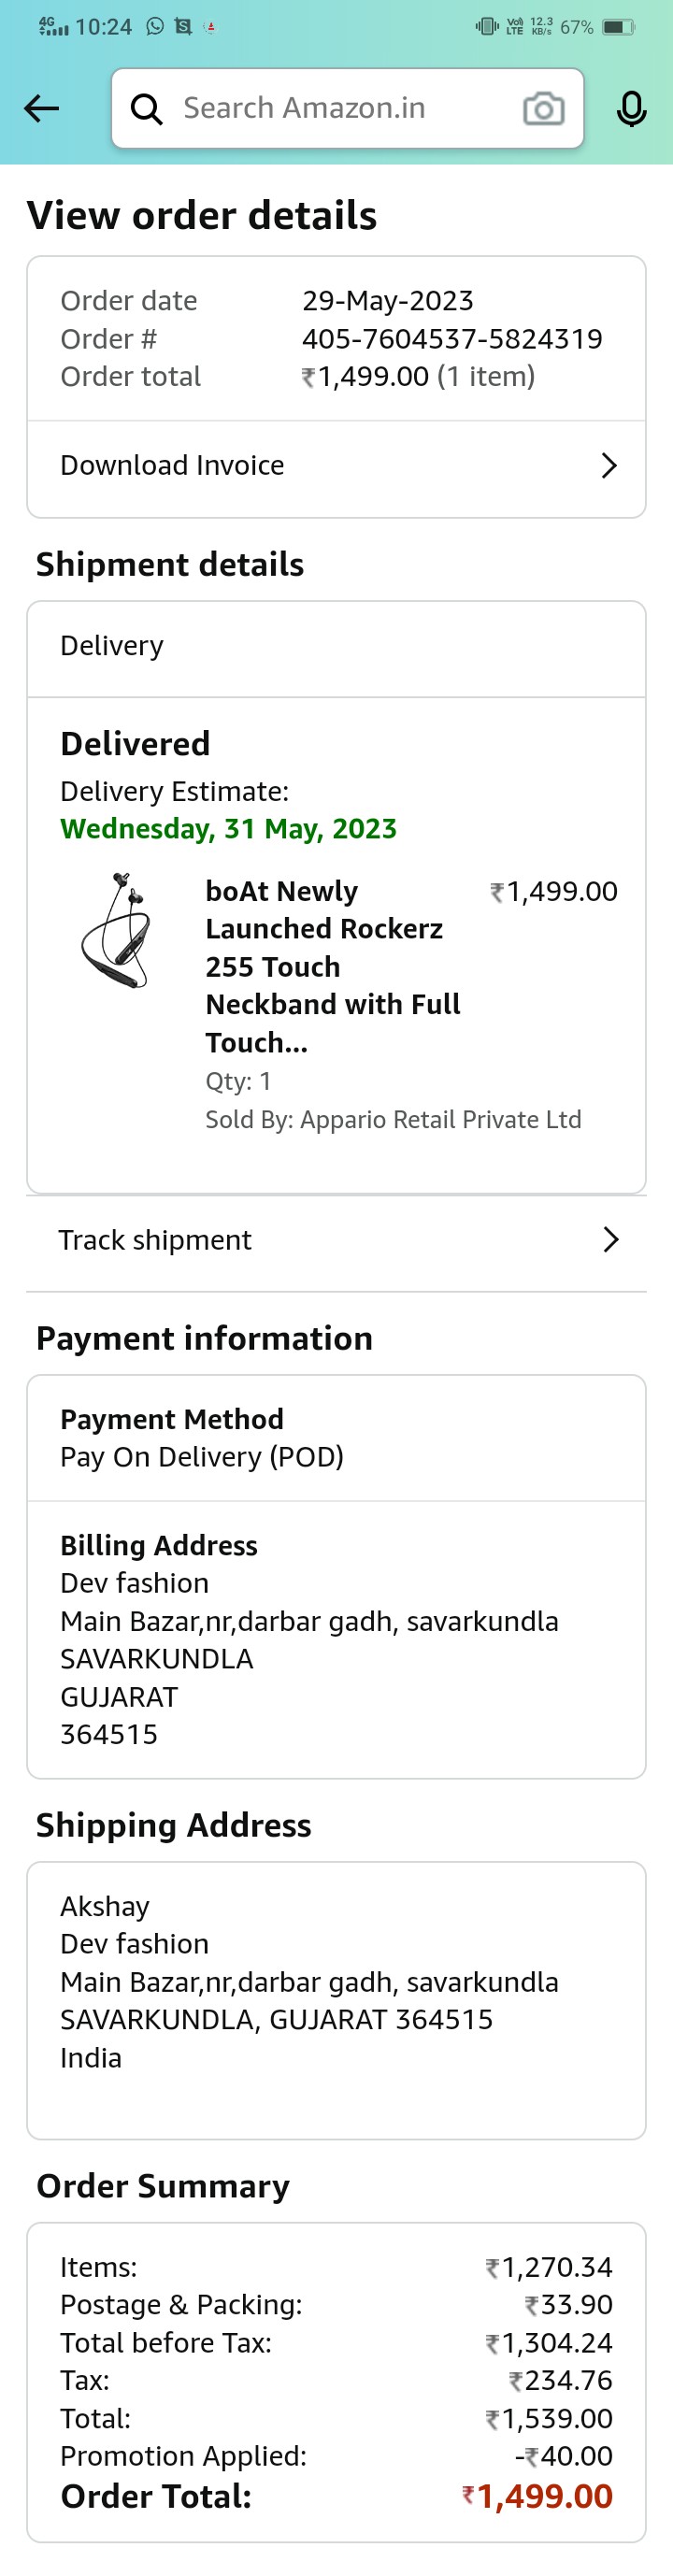 4G 10:24 VoD LTE 12.3 KB/s 67%
Search Amazon.in
View order details
Order date 29-May-2023
Order # 405-7604537-5824319
Order total ₹1,499.00 (1 item)
Download Invoice
Shipment details
Delivery
Delivered
Delivery Estimate:
Wednesday, 31 May, 2023
boAt Newly ₹1,499.00
Launched Rockerz
255 Touch
Neckband with Full
Touch...
Qty: 1
Sold By: Appario Retail Private Ltd
Track shipment
Payment information
Payment Method
Pay On Delivery (POD)
Billing Address
Dev fashion
Main Bazar,nr,darbar gadh, savarkundla
SAVARKUNDLA
GUJARAT
364515
Shipping Address
Akshay
Dev fashion
Main Bazar,nr,darbar gadh, savarkundla
SAVARKUNDLA, GUJARAT 364515
India
Order Summary
Items: ₹1,270.34
Postage & Packing: ₹33.90
Total before Tax: ₹1,304.24
Tax: ₹234.76
Total: ₹1,539.00
Promotion Applied: -₹40.00
Order Total: ₹1,499.00